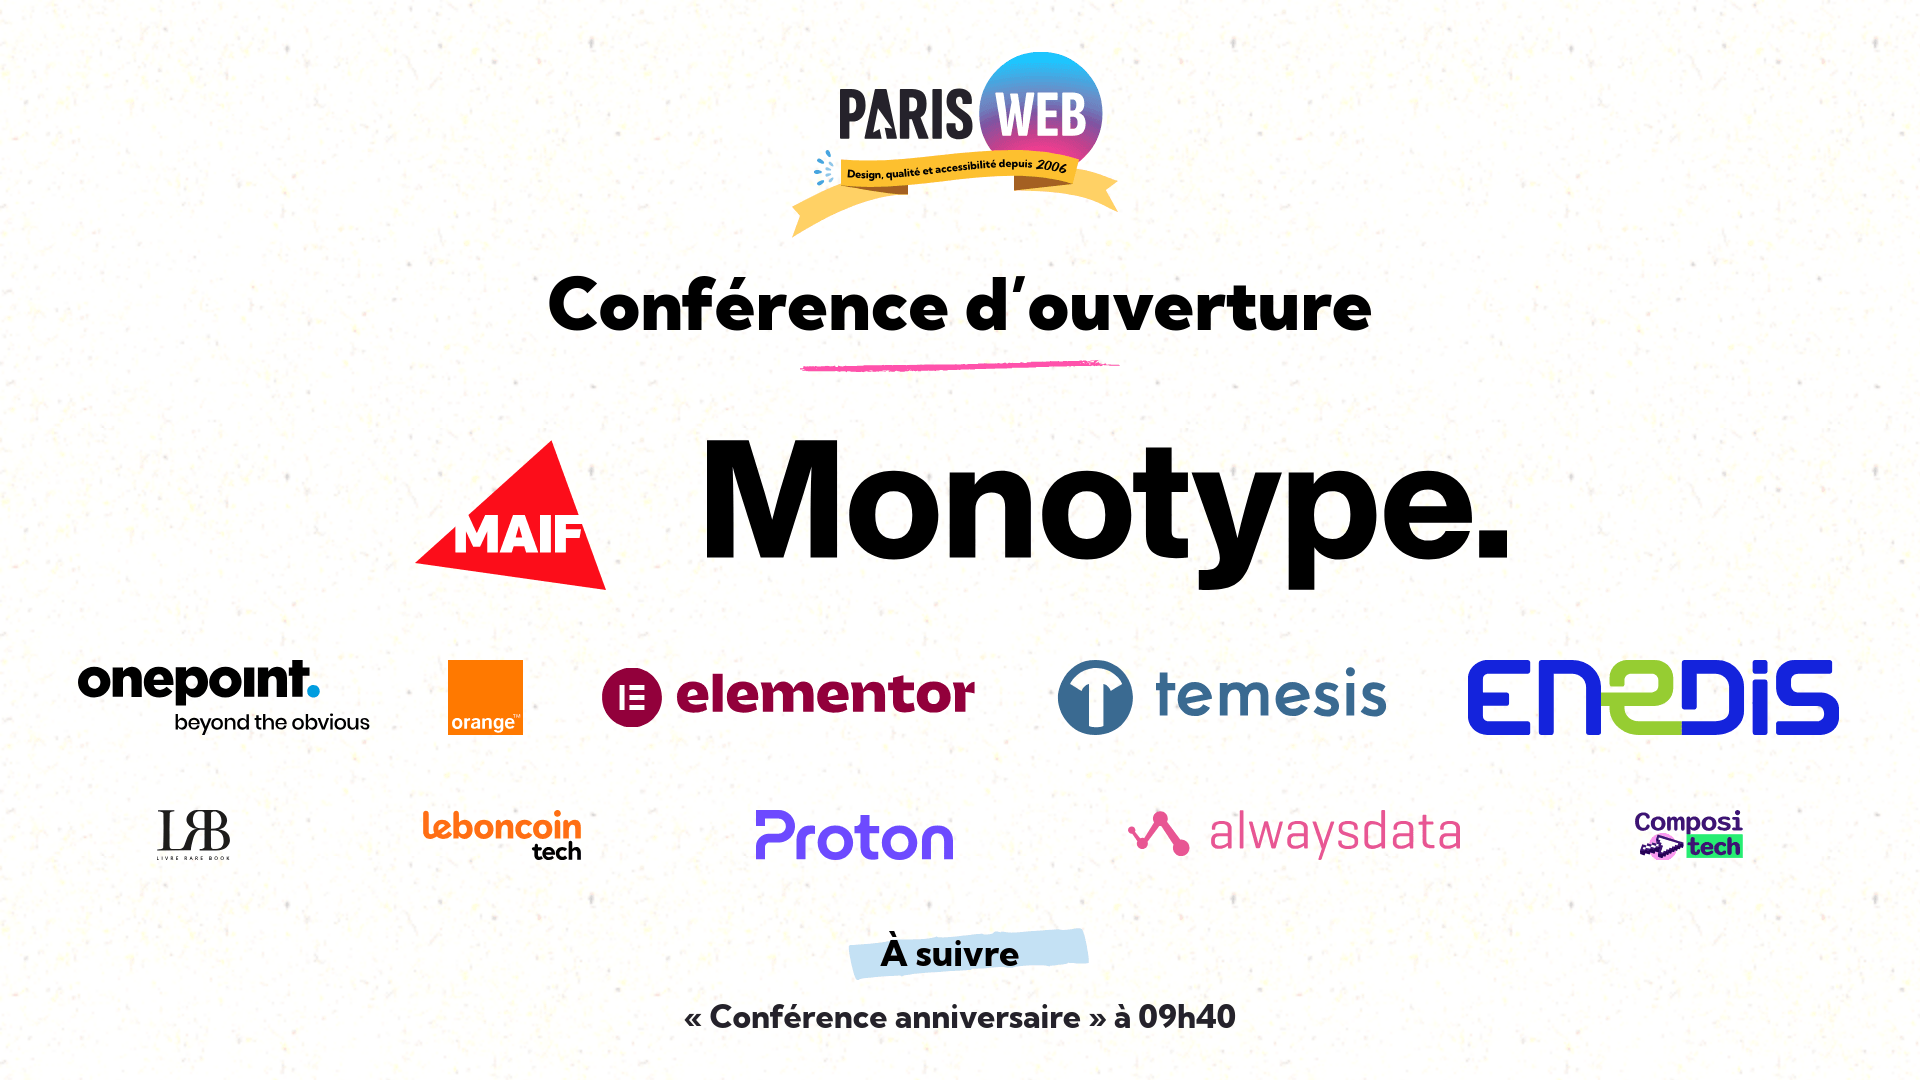 PARIS WEB
Design, qualité et accessibilité depuis 2006
Conférence d’ouverture
MAIF
Monotype.
onepoint.
beyond the obvious
orange™
elementor
temesis
ENEDIS
LRB
LIVRE RARE BOOK
leboncoin
tech
Proton
alwaysdata
Composi
tech
À suivre
« Conférence anniversaire » à 09h40